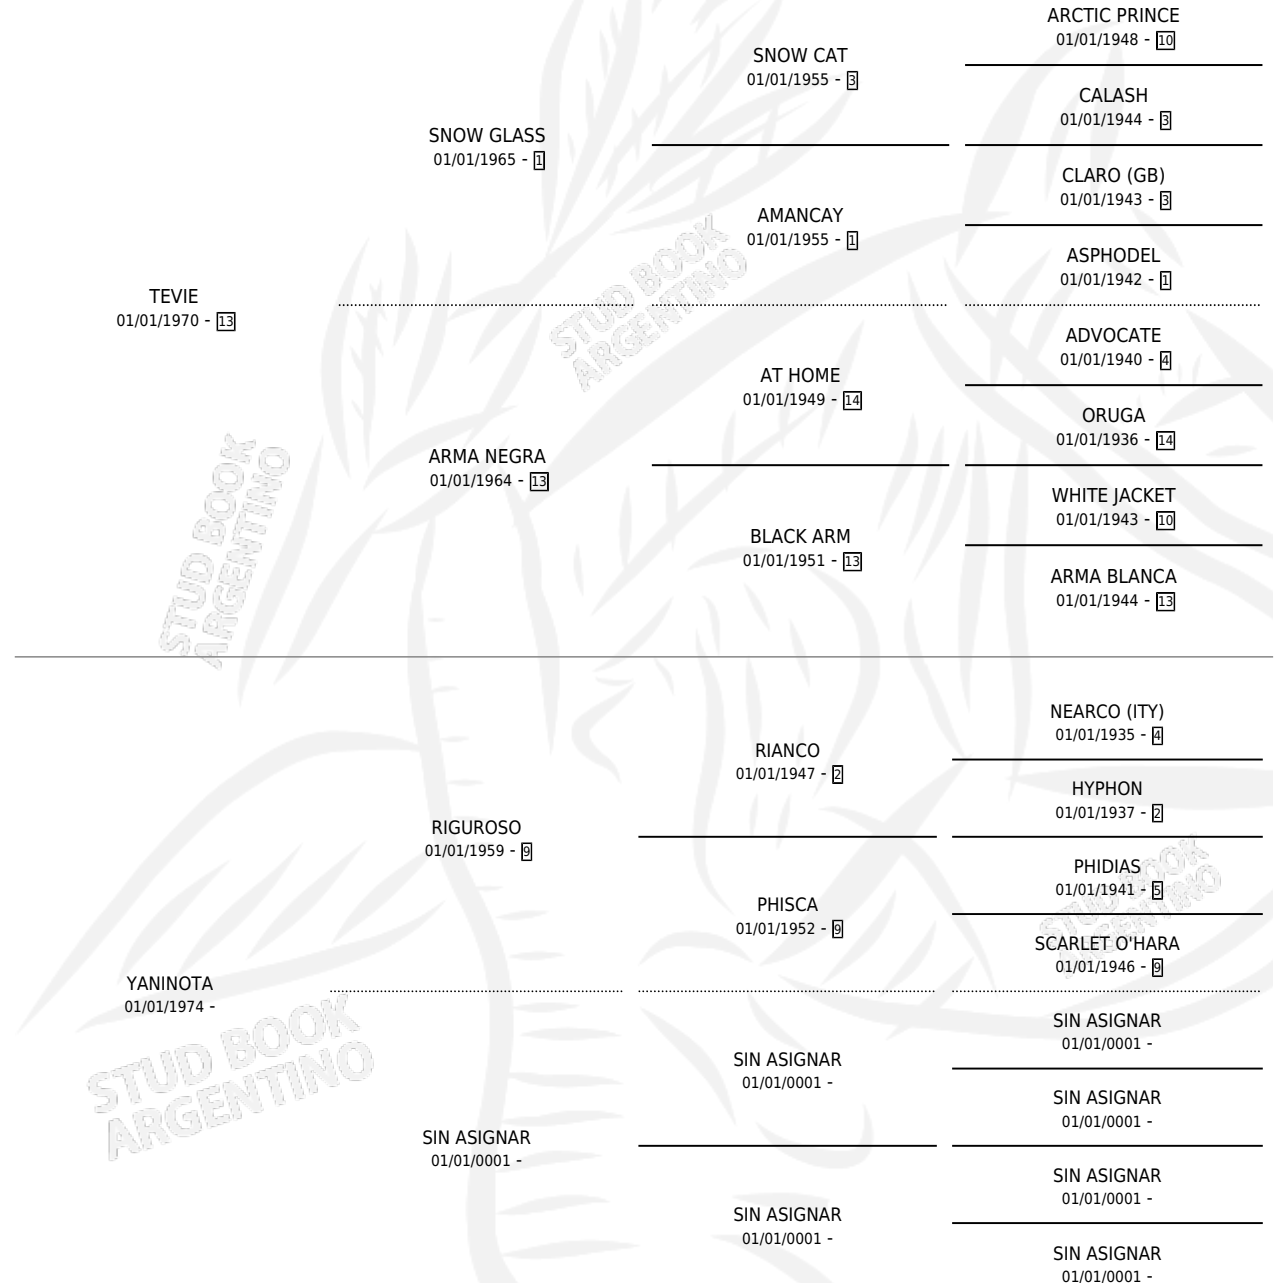 ARCTIC PRINCE
01/01/1948 - 10
SNOW CAT
01/01/1955 - 3
CALASH
01/01/1944 - 3
SNOW GLASS
01/01/1965 - 1
CLARO (GB)
01/01/1943 - 3
AMANCAY
01/01/1955 - 1
ASPHODEL
01/01/1942 - 1
TEVIE
01/01/1970 - 13
STUD BOOK
ARGENTINO
ADVOCATE
01/01/1940 - 4
AT HOME
01/01/1949 - 14
ORUGA
01/01/1936 - 14
ARMA NEGRA
01/01/1964 - 13
WHITE JACKET
01/01/1943 - 10
BLACK ARM
01/01/1951 - 13
ARMA BLANCA
01/01/1944 - 13
STUD BOOK
ARGENTINO
NEARCO (ITY)
01/01/1935 - 4
RIANCO
01/01/1947 - 2
HYPHON
01/01/1937 - 2
RIGUROSO
01/01/1959 - 9
PHIDIAS
01/01/1941 - 5
PHISCA
01/01/1952 - 9
STUD BOOK
ARGENTINO
SCARLET O'HARA
01/01/1946 - 9
YANINOTA
01/01/1974 -
STUD BOOK
ARGENTINO
SIN ASIGNAR
01/01/0001 -
SIN ASIGNAR
01/01/0001 -
SIN ASIGNAR
01/01/0001 -
SIN ASIGNAR
01/01/0001 -
SIN ASIGNAR
01/01/0001 -
SIN ASIGNAR
01/01/0001 -
SIN ASIGNAR
01/01/0001 -